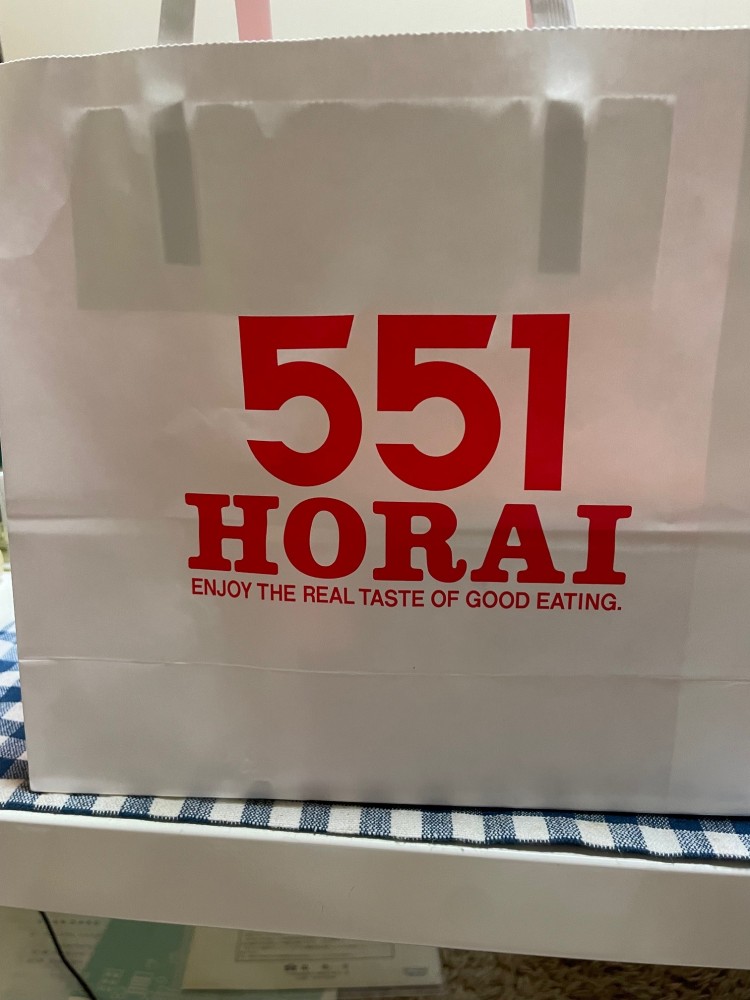 551
HORAI
ENJOY THE REAL TASTE OF GOOD EATING.